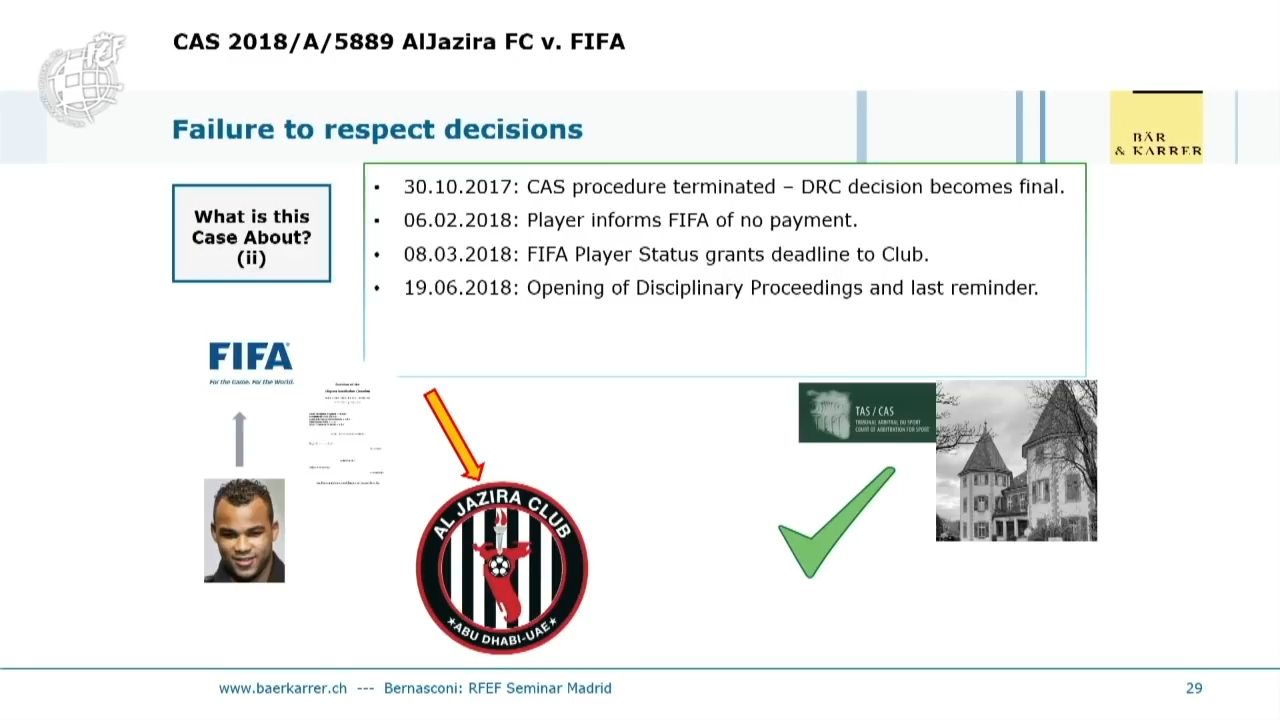 CAS 2018/A/5889 AlJazira FC v. FIFA
Failure to respect decisions
BÄR
& KARRER
What is this
Case About?
(ii)
• 30.10.2017: CAS procedure terminated – DRC decision becomes final.
• 06.02.2018: Player informs FIFA of no payment.
• 08.03.2018: FIFA Player Status grants deadline to Club.
• 19.06.2018: Opening of Disciplinary Proceedings and last reminder.
FIFA
For the Game. For the World.
TAS / CAS
TRIBUNAL ARBITRAL DU SPORT
COURT OF ARBITRATION FOR SPORT
AL JAZIRA CLUB
ABU DHABI-UAE
www.baerkarrer.ch --- Bernasconi: RFEF Seminar Madrid
29